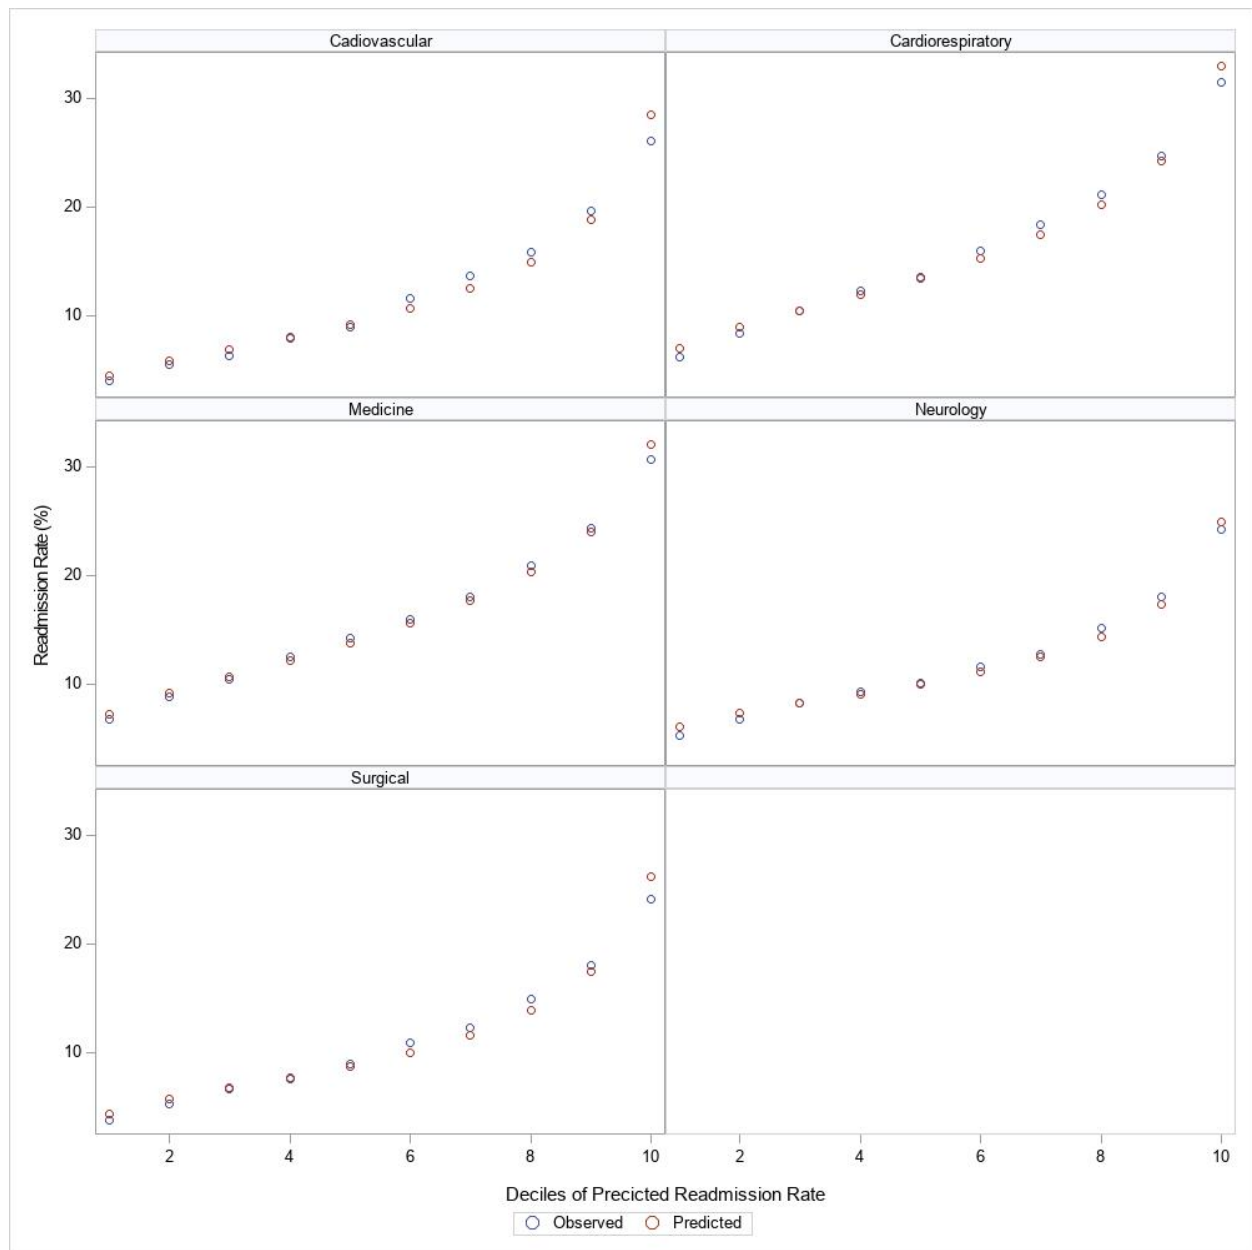 Cadiovascular
Cardiorespiratory
30
20
10
Medicine
Neurology
30
20
10
Readmission Rate (%)
Surgical
30
20
10
2 4 6 8 10 2 4 6 8 10
Deciles of Precicted Readmission Rate
Observed Predicted